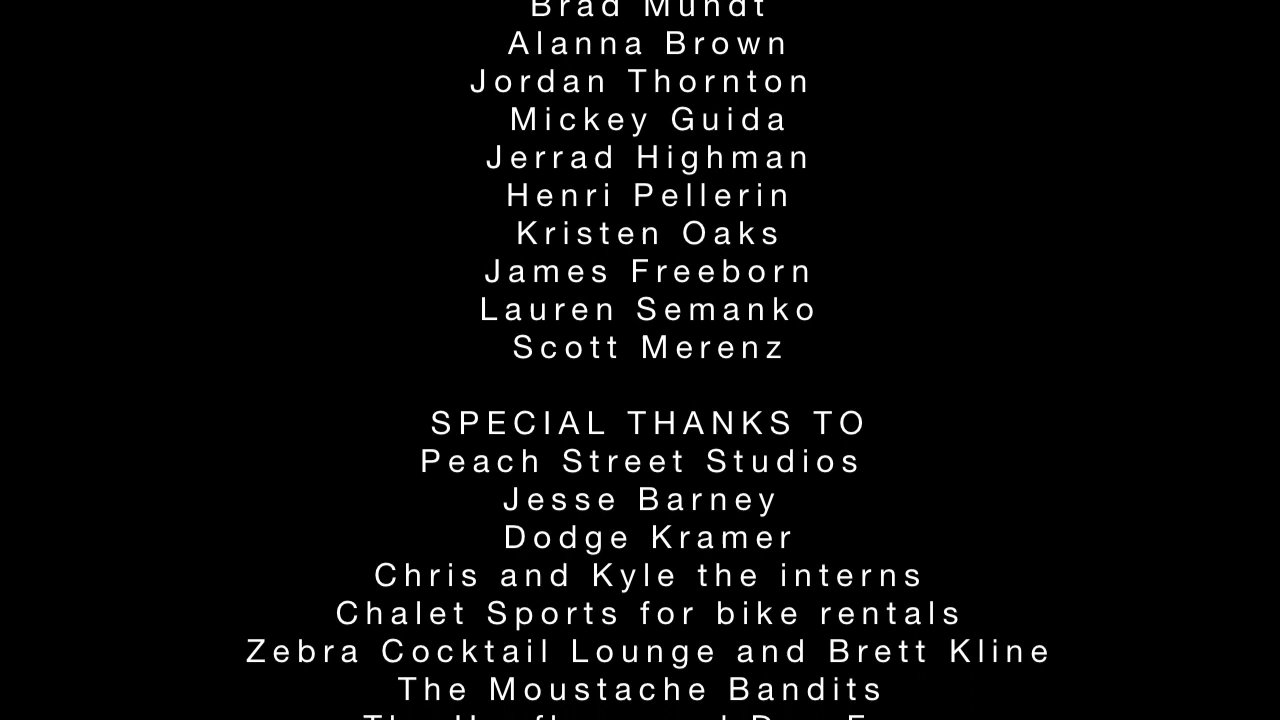 Brad Mundt
Alanna Brown
Jordan Thornton
Mickey Guida
Jerrad Highman
Henri Pellerin
Kristen Oaks
James Freeborn
Lauren Semanko
Scott Merenz
SPECIAL THANKS TO
Peach Street Studios
Jesse Barney
Dodge Kramer
Chris and Kyle the interns
Chalet Sports for bike rentals
Zebra Cocktail Lounge and Brett Kline
The Moustache Bandits